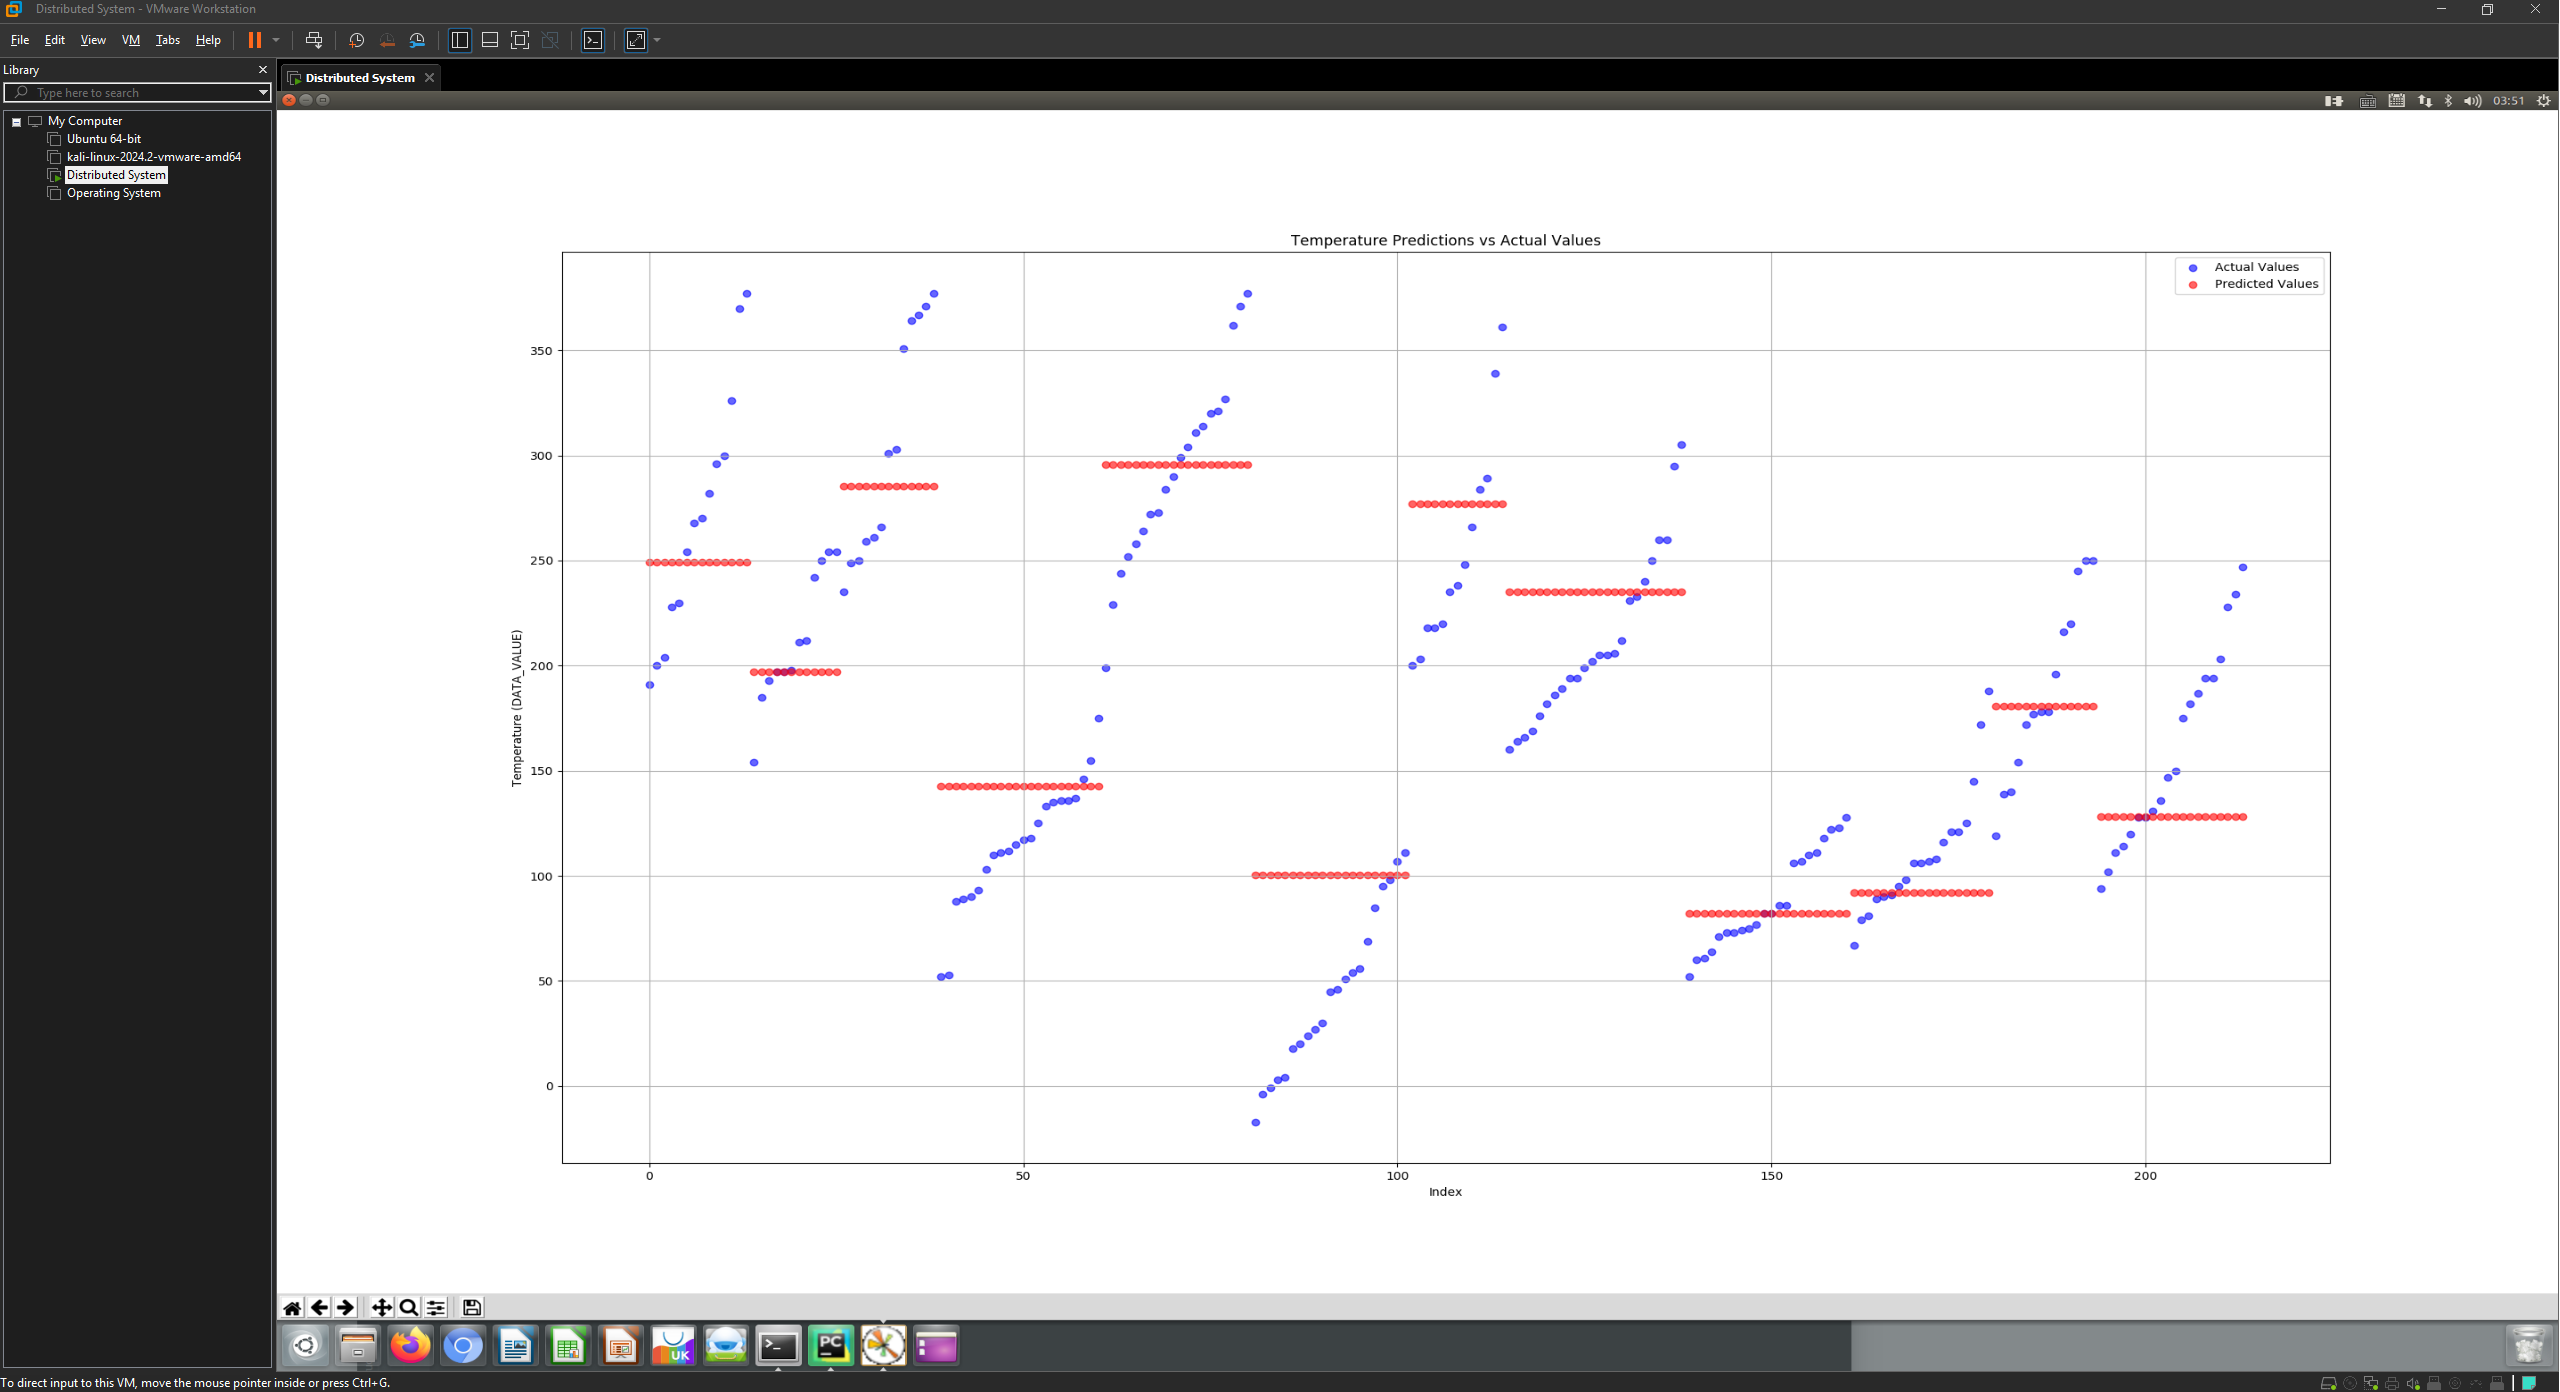 Distributed System - VMware Workstation
File Edit View VM Tabs Help
Library
Type here to search
My Computer
Ubuntu 64-bit
kali-linux-2024.2-vmware-amd64
Distributed System
Operating System
Distributed System
03:51
Temperature Predictions vs Actual Values
Actual Values
Predicted Values
350
300
250
200
150
100
50
0
Temperature (DATA_VALUE)
0 50 100 150 200
Index
UK
PC
To direct input to this VM, move the mouse pointer inside or press Ctrl+G.